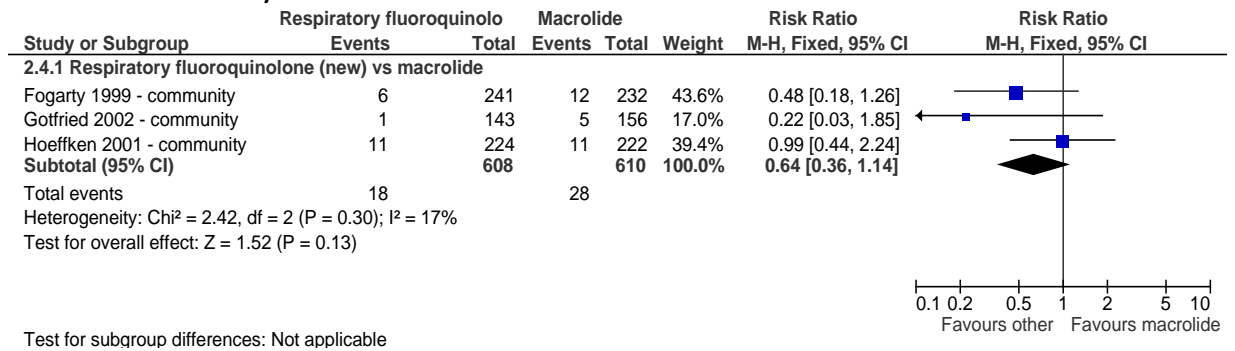 Respiratory fluoroquinolo Macrolide Risk Ratio Risk Ratio
Study or Subgroup Events Total Events Total Weight M-H, Fixed, 95% CI M-H, Fixed, 95% CI
2.4.1 Respiratory fluoroquinolone (new) vs macrolide
Fogarty 1999 - community 6 241 12 232 43.6% 0.48 [0.18, 1.26]
Gotfried 2002 - community 1 143 5 156 17.0% 0.22 [0.03, 1.85]
Hoeffken 2001 - community 11 224 11 222 39.4% 0.99 [0.44, 2.24]
Subtotal (95% CI) 608 610 100.0% 0.64 [0.36, 1.14]
Total events 18 28
Heterogeneity: Chi² = 2.42, df = 2 (P = 0.30); I² = 17%
Test for overall effect: Z = 1.52 (P = 0.13)
0.1 0.2 0.5 1 2 5 10
Favours other Favours macrolide
Test for subgroup differences: Not applicable